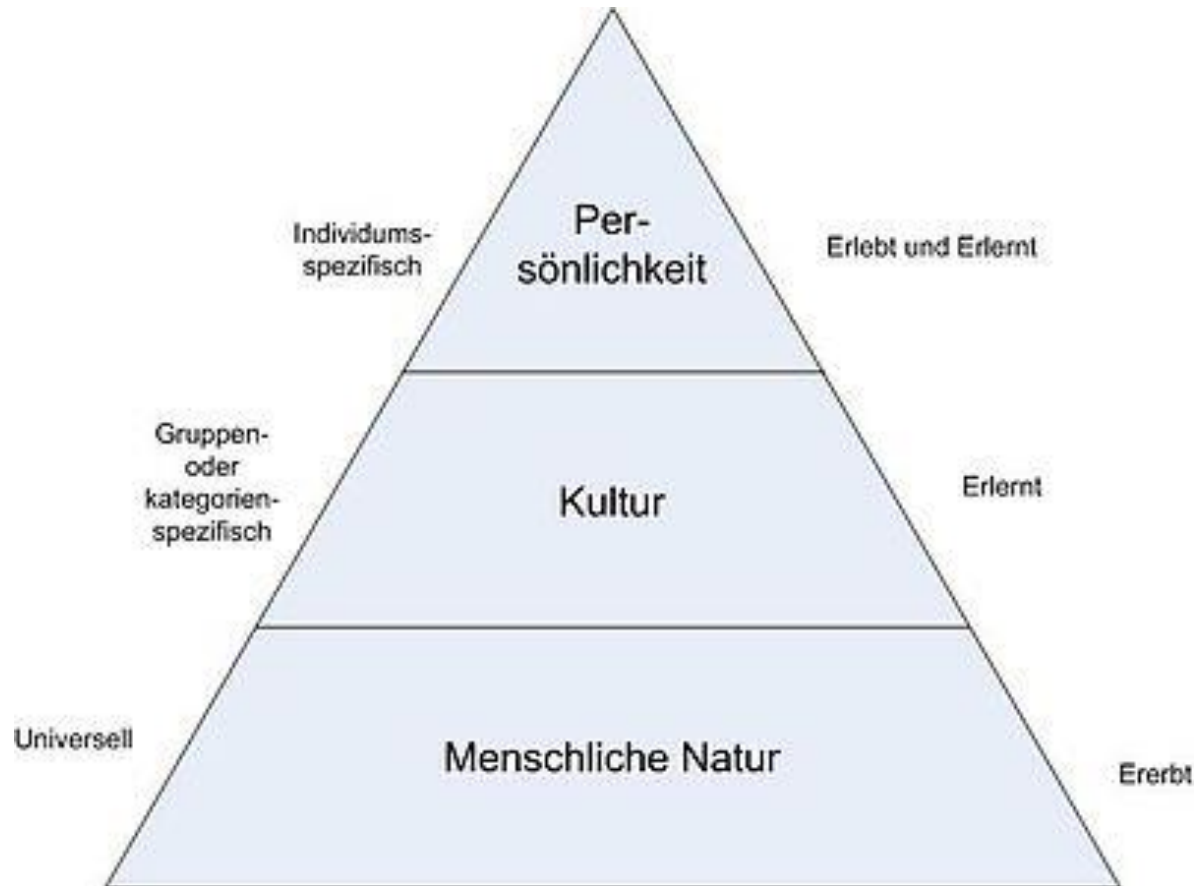 Individums-
spezifisch
Per-
sönlichkeit
Erlebt und Erlernt
Gruppen-
oder
kategorien-
spezifisch
Kultur
Erlernt
Universell
Menschliche Natur
Ererbt